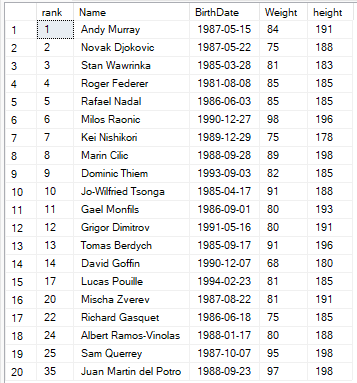 rank Name BirthDate Weight height
1 1 Andy Murray 1987-05-15 84 191
2 2 Novak Djokovic 1987-05-22 75 188
3 3 Stan Wawrinka 1985-03-28 81 183
4 4 Roger Federer 1981-08-08 85 185
5 5 Rafael Nadal 1986-06-03 85 185
6 6 Milos Raonic 1990-12-27 98 196
7 7 Kei Nishikori 1989-12-29 75 178
8 8 Marin Cilic 1988-09-28 89 198
9 9 Dominic Thiem 1993-09-03 82 185
10 10 Jo-Wilfried Tsonga 1985-04-17 91 188
11 11 Gael Monfils 1986-09-01 80 193
12 12 Grigor Dimitrov 1991-05-16 80 191
13 13 Tomas Berdych 1985-09-17 91 196
14 14 David Goffin 1990-12-07 68 180
15 17 Lucas Pouille 1994-02-23 81 185
16 20 Mischa Zverev 1987-08-22 81 191
17 22 Richard Gasquet 1986-06-18 75 185
18 24 Albert Ramos-Vinolas 1988-01-17 80 188
19 25 Sam Querrey 1987-10-07 95 198
20 35 Juan Martin del Potro 1988-09-23 97 198